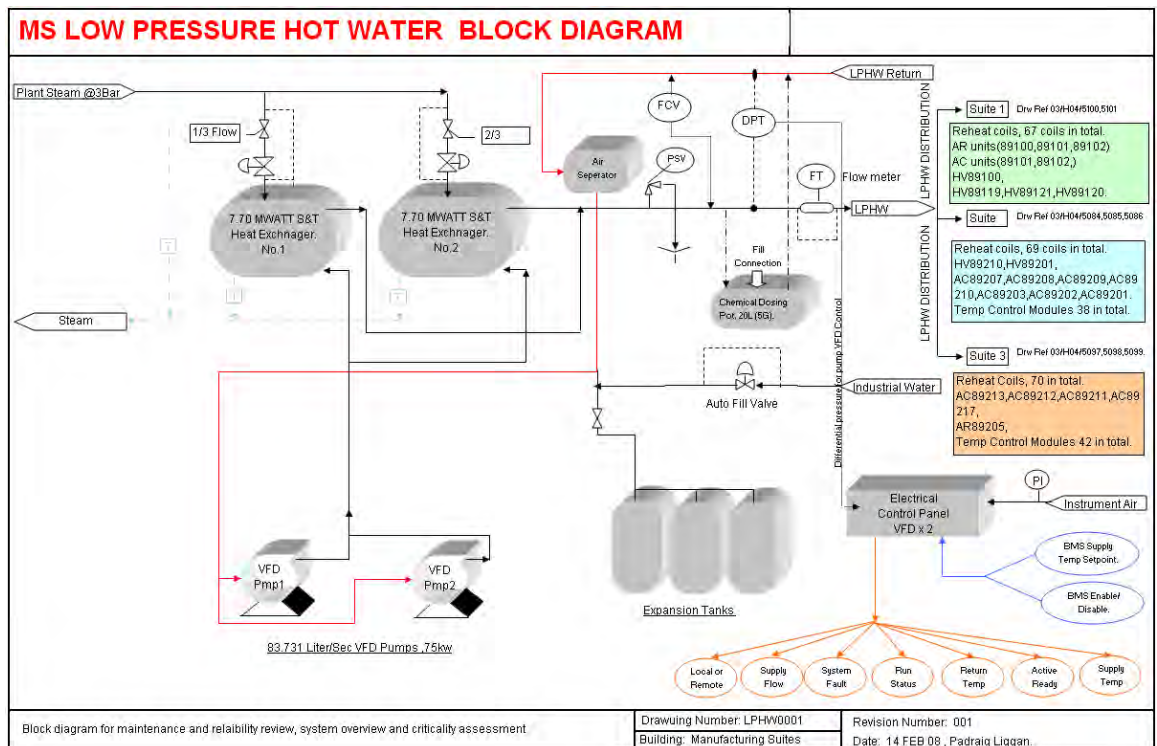 MS LOW PRESSURE HOT WATER BLOCK DIAGRAM
Plant Steam @3Bar
1/3 Flow
2/3
7.70 MWATT S&T
Heat Exchnager.
No.1
7.70 MWATT S&T
Heat Exchnager.
No.2
Steam
Air
Seperator
FCV
PSV
DPT
FT
Flow meter
LPHW Return
LPHW
LPHW DISTRIBUTION
LPHW DISTRIBUTION
Fill
Connection
Chemical Dosing
Pot, 20L (5G).
Suite 1
Drw Ref 03/H04/5100,5101
Reheat coils, 67 coils in total.
AR units(89100,89101,89102)
AC units(89101,89102,)
HV89100,
HV89119,HV89121,HV89120.
Suite
Drw Ref 03/H04/5084,5085,5086
Reheat coils, 69 coils in total.
HV89210,HV89201,
AC89207,AC89208,AC89209,AC89
210,AC89203,AC89202,AC89201.
Temp Control Modules 38 in total.
Suite 3
Drw Ref 03/H04/5097,5098,5099.
Reheat Coils, 70 in total.
AC89213,AC89212,AC89211,AC89
217,
AR89205,
Temp Control Modules 42 in total.
Auto Fill Valve
Industrial Water
Differential pressure for pump VFD Control
Electrical
Control Panel
VFD x 2
PI
Instrument Air
BMS Supply
Temp Setpoint.
BMS Enable/
Disable.
VFD
Pmp1
VFD
Pmp2
83.731 Liter/Sec VFD Pumps ,75kw
Expansion Tanks
Local or
Remote
Supply
Flow
System
Fault
Run
Status
Return
Temp
Active
Ready
Supply
Temp
Block diagram for maintenance and relaibility review, system overview and criticality assessment
Drawuing Number: LPHW0001
Building: Manufacturing Suites
Revision Number: 001
Date: 14 FEB 08 , Padraig Liggan.